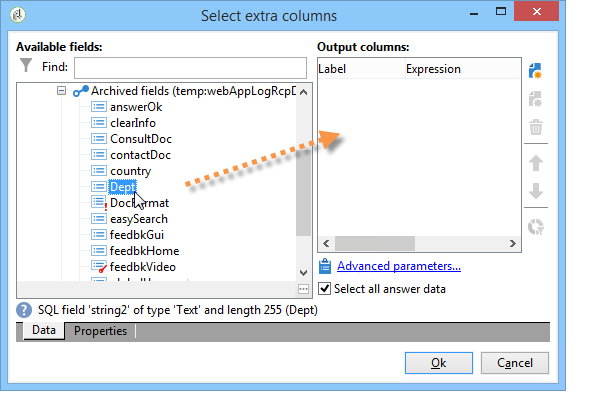 Select extra columns
Available fields:
Find:
Archived fields (temp:webAppLogRcpD
answerOk
clearInfo
ConsultDoc
contactDoc
country
Dept
DocFormat
easySearch
feedbkGui
feedbkHome
feedbkVideo
Output columns:
Label Expression
Advanced parameters...
Select all answer data
SQL field 'string2' of type 'Text' and length 255 (Dept)
Data Properties
Ok Cancel